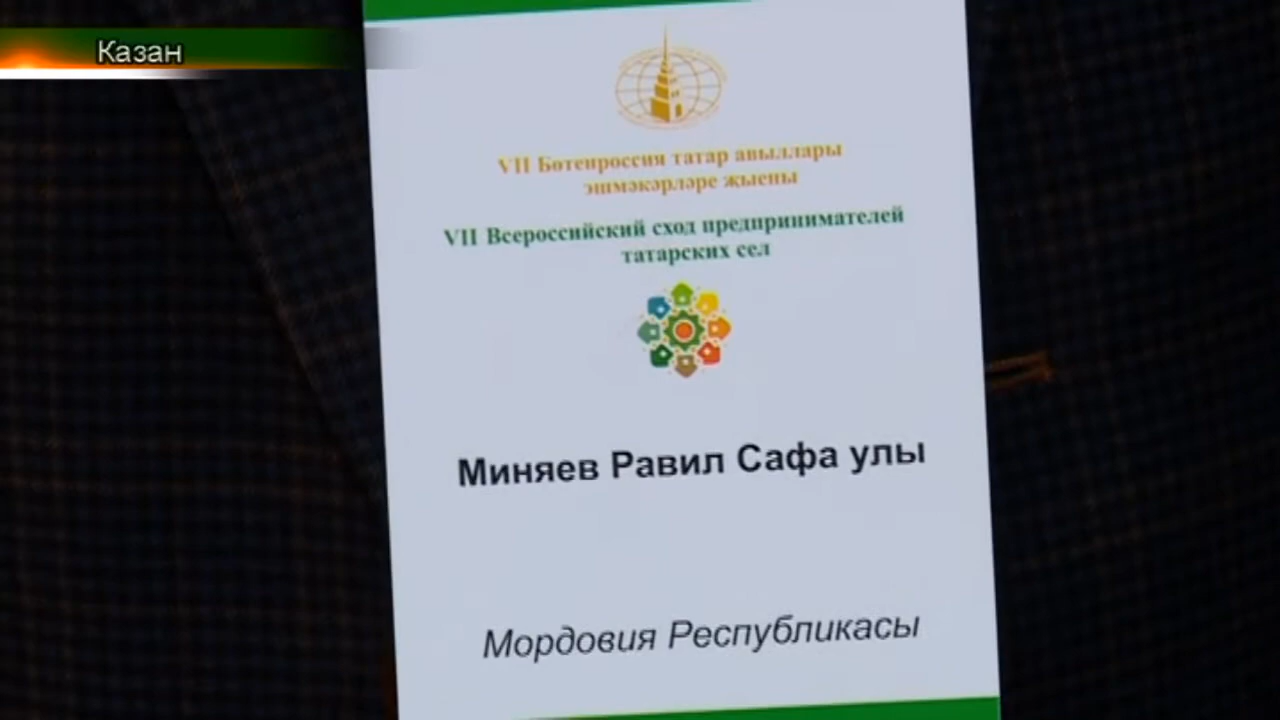 Казан
VII Бөтенроссия татар авыллары
эшмәкәрләре җыены
VII Всероссийский сход предпринимателей
татарских сел
Миняев Равил Сафа улы
Мордовия Республикасы